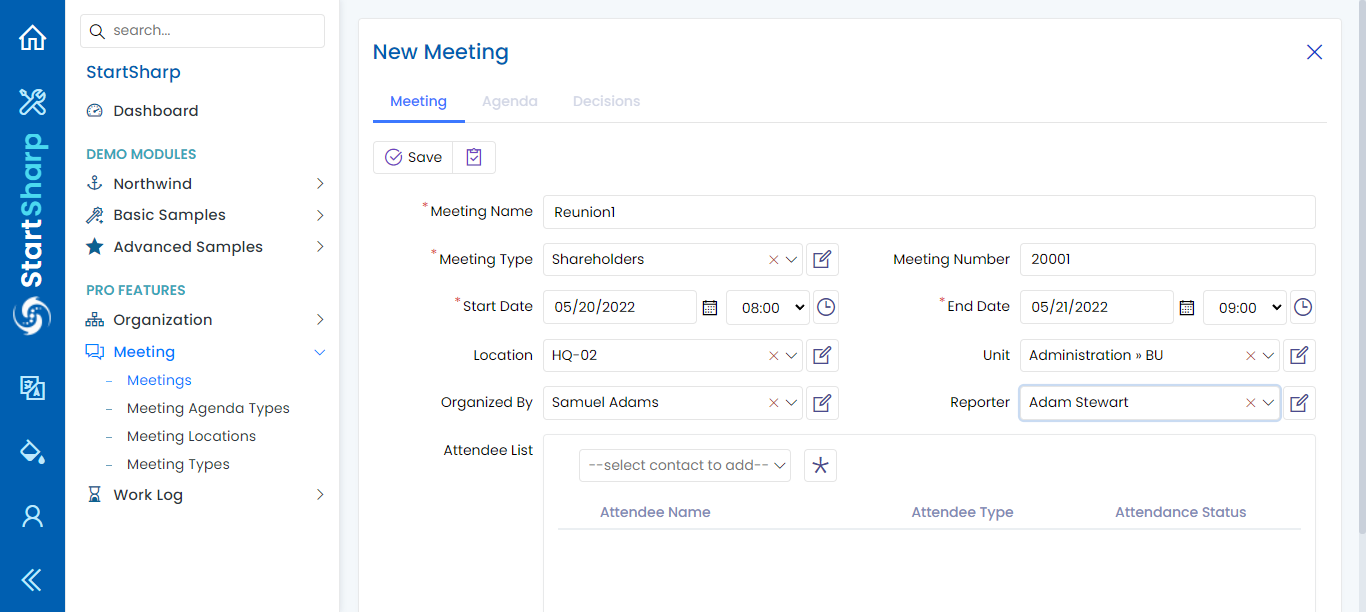 StartSharp
search...
StartSharp
Dashboard
DEMO MODULES
Northwind
Basic Samples
Advanced Samples
PRO FEATURES
Organization
Meeting
Meetings
Meeting Agenda Types
Meeting Locations
Meeting Types
Work Log
New Meeting
Meeting Agenda Decisions
Save
*Meeting Name Reunion1
*Meeting Type Shareholders Meeting Number 20001
*Start Date 05/20/2022 08:00 *End Date 05/21/2022 09:00
Location HQ-02 Unit Administration » BU
Organized By Samuel Adams Reporter Adam Stewart
Attendee List
--select contact to add--
Attendee Name Attendee Type Attendance Status